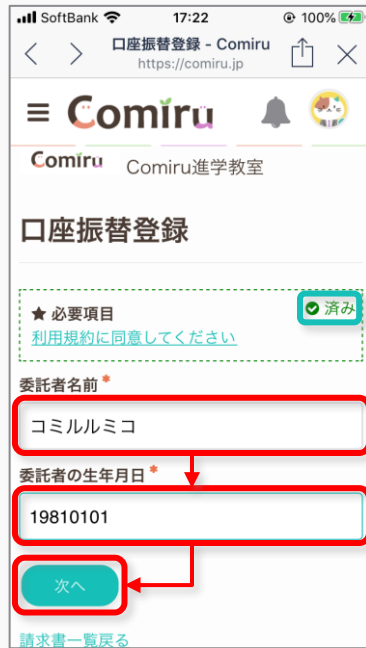 SoftBank 17:22 100%
口座振替登録 - Comiru
https://comiru.jp
Comiru
Comiru Comiru進学教室
口座振替登録
★ 必要項目 済み
利用規約に同意してください
委託者名前 *
コミルルミコ
委託者の生年月日 *
19810101
次へ
請求書一覧戻る